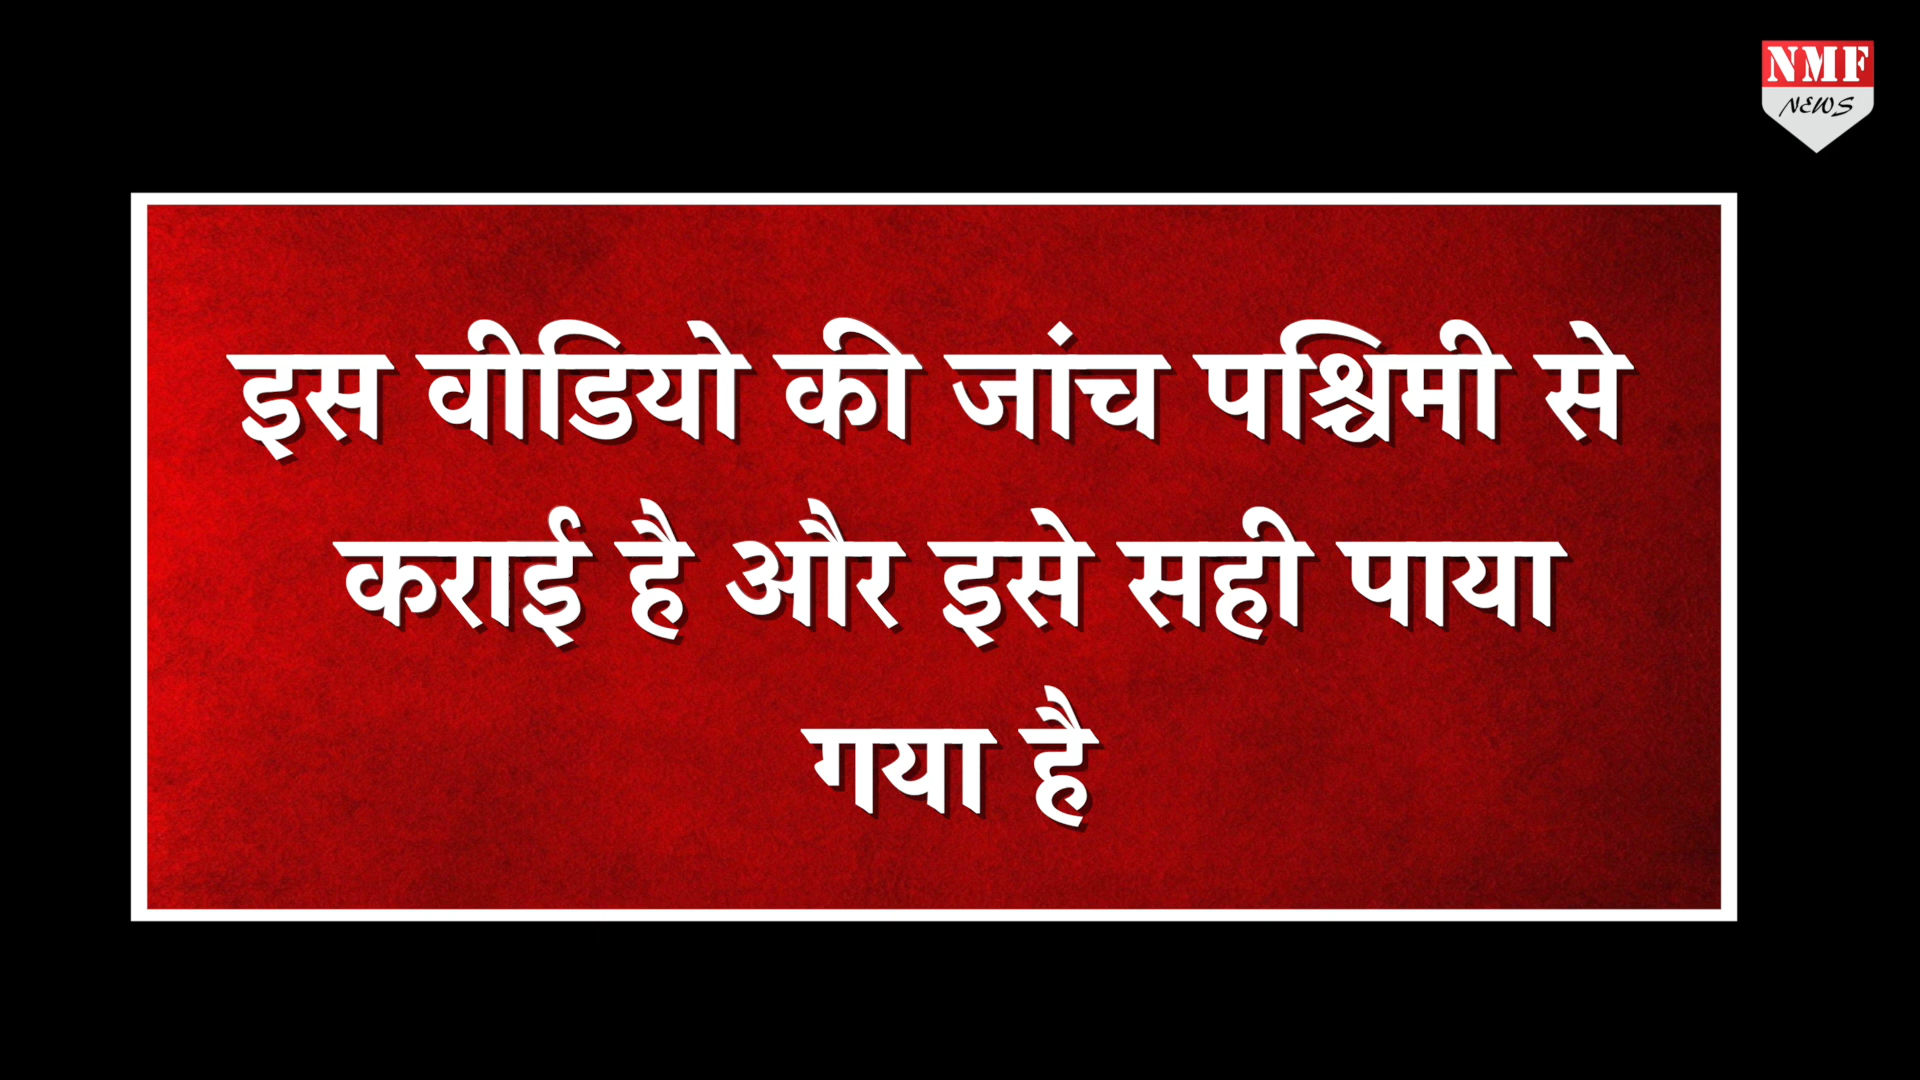 NMF
NEWS
इस वीडियो की जांच पश्चिमी से
कराई है और इसे सही पाया
गया है